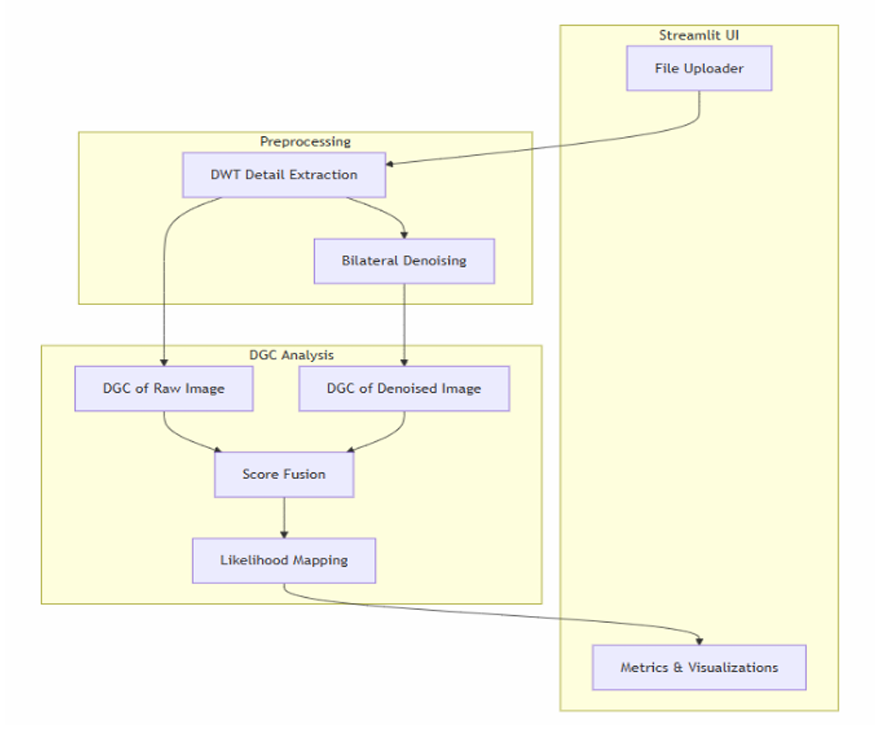 Streamlit UI
File Uploader
Preprocessing
DWT Detail Extraction
Bilateral Denoising
DGC Analysis
DGC of Raw Image
DGC of Denoised Image
Score Fusion
Likelihood Mapping
Metrics & Visualizations